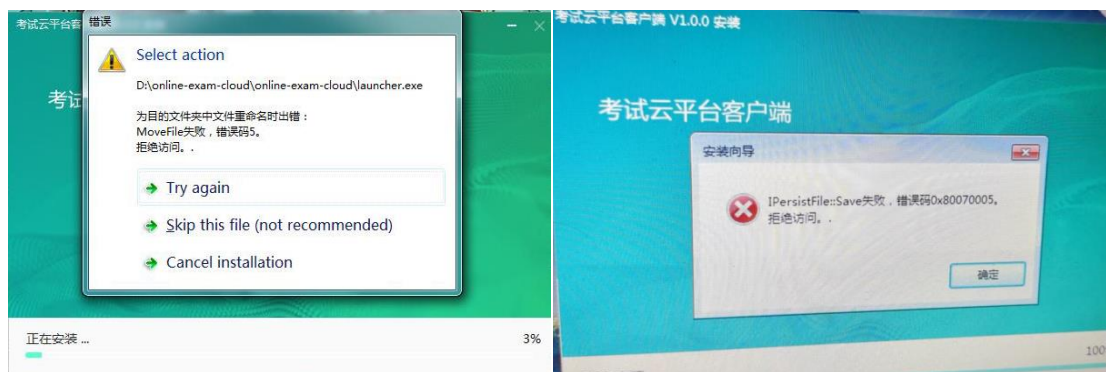 考试云平台客
错误
Select action
D:\online-exam-cloud\online-exam-cloud\launcher.exe
为目的文件夹中文件重命名时出错：
MoveFile失败，错误码5。
拒绝访问。.
Try again
Skip this file (not recommended)
Cancel installation
考试
正在安装 ...
3%
考试云平台客户端 V1.0.0 安装
考试云平台客户端
安装向导
IPersistFile::Save失败，错误码0x80070005。
拒绝访问。.
确定
100